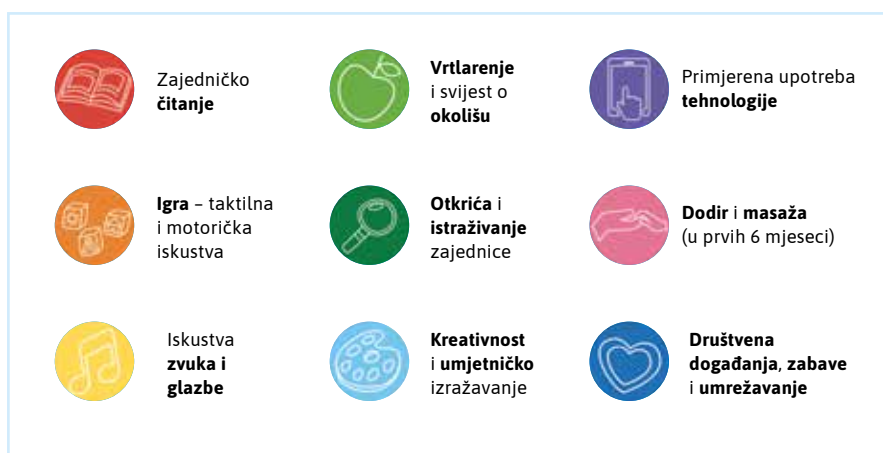 Zajedničko
čitanje
Vrtlarenje
i svijest o
okolišu
Primjerena upotreba
tehnologije
Igra – taktilna
i motorička
iskustva
Otkrića i
istraživanje
zajednice
Dodir i masaža
(u prvih 6 mjeseci)
Iskustva
zvuka i
glazbe
Kreativnost
i umjetničko
izražavanje
Društvena
događanja, zabave
i umrežavanje